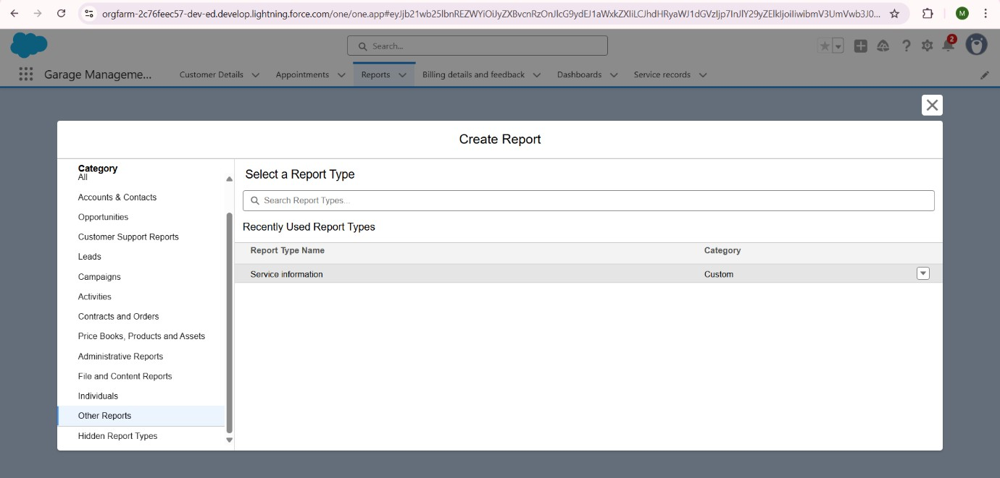 orgfarm-2c76feec57-dev-ed.develop.lightning.force.com/one/one.app#eyJjb21wb25lbnREZWYiOiJyZXBvcnRzOnJlcG9ydEJ1aWxkZXIiLCJhdHRyaWJ1dGVzIjp7InJlY29yZElkIjoiIiwibmV3UmVwb3J0...
M
Search...
2
Garage Manageme...
Customer Details
Appointments
Reports
Billing details and feedback
Dashboards
Service records
Create Report
Category
All
Accounts & Contacts
Opportunities
Customer Support Reports
Leads
Campaigns
Activities
Contracts and Orders
Price Books, Products and Assets
Administrative Reports
File and Content Reports
Individuals
Other Reports
Hidden Report Types
Select a Report Type
Search Report Types...
Recently Used Report Types
Report Type Name Category
Service information Custom